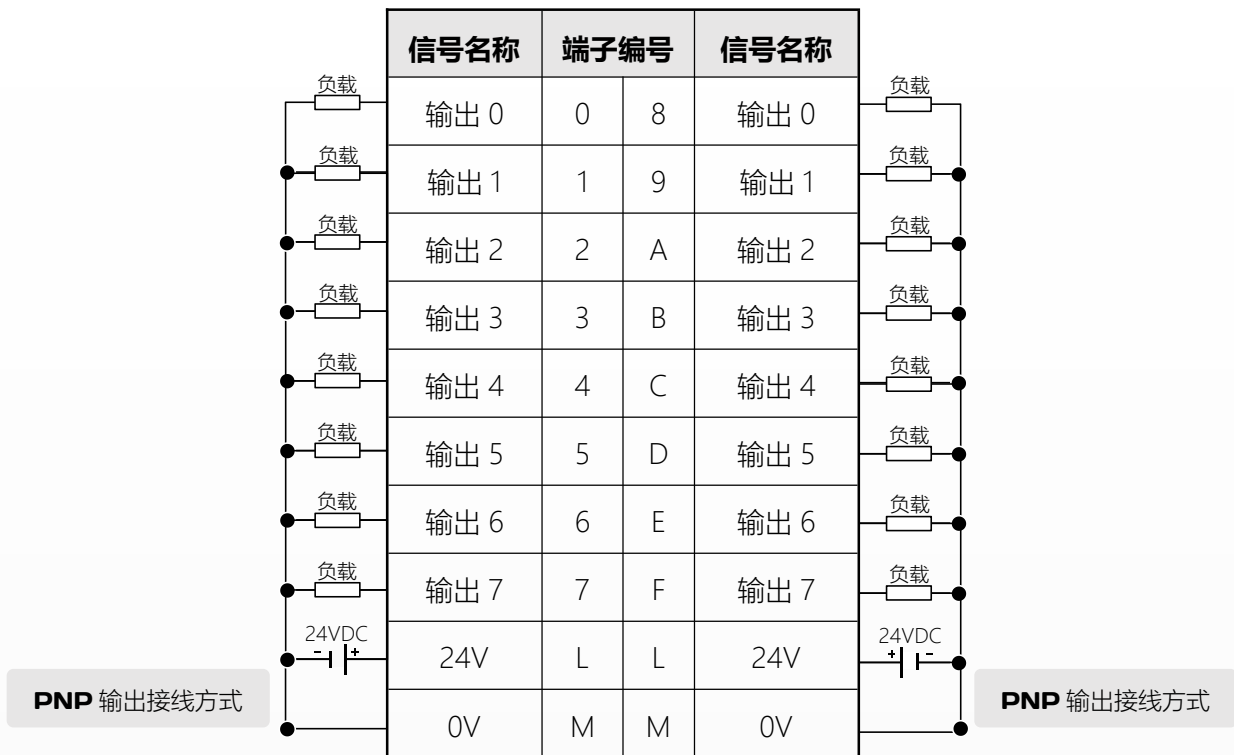 信号名称 端子编号 信号名称
负载 输出 0 0 8 输出 0 负载
负载 输出 1 1 9 输出 1 负载
负载 输出 2 2 A 输出 2 负载
负载 输出 3 3 B 输出 3 负载
负载 输出 4 4 C 输出 4 负载
负载 输出 5 5 D 输出 5 负载
负载 输出 6 6 E 输出 6 负载
负载 输出 7 7 F 输出 7 负载
24VDC - + 24V L L 24V 24VDC + -
PNP 输出接线方式 0V M M 0V PNP 输出接线方式